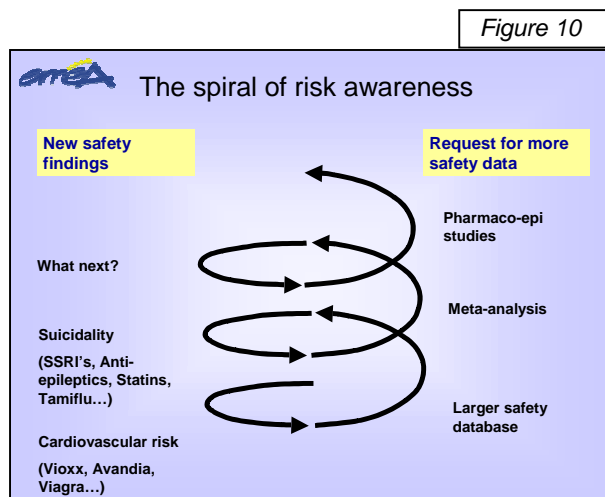 Figure 10
emeA
The spiral of risk awareness
New safety
findings
Request for more
safety data
Pharmaco-epi
studies
What next?
Meta-analysis
Suicidality
(SSRI's, Anti-
epileptics, Statins,
Tamiflu…)
Larger safety
database
Cardiovascular risk
(Vioxx, Avandia,
Viagra…)